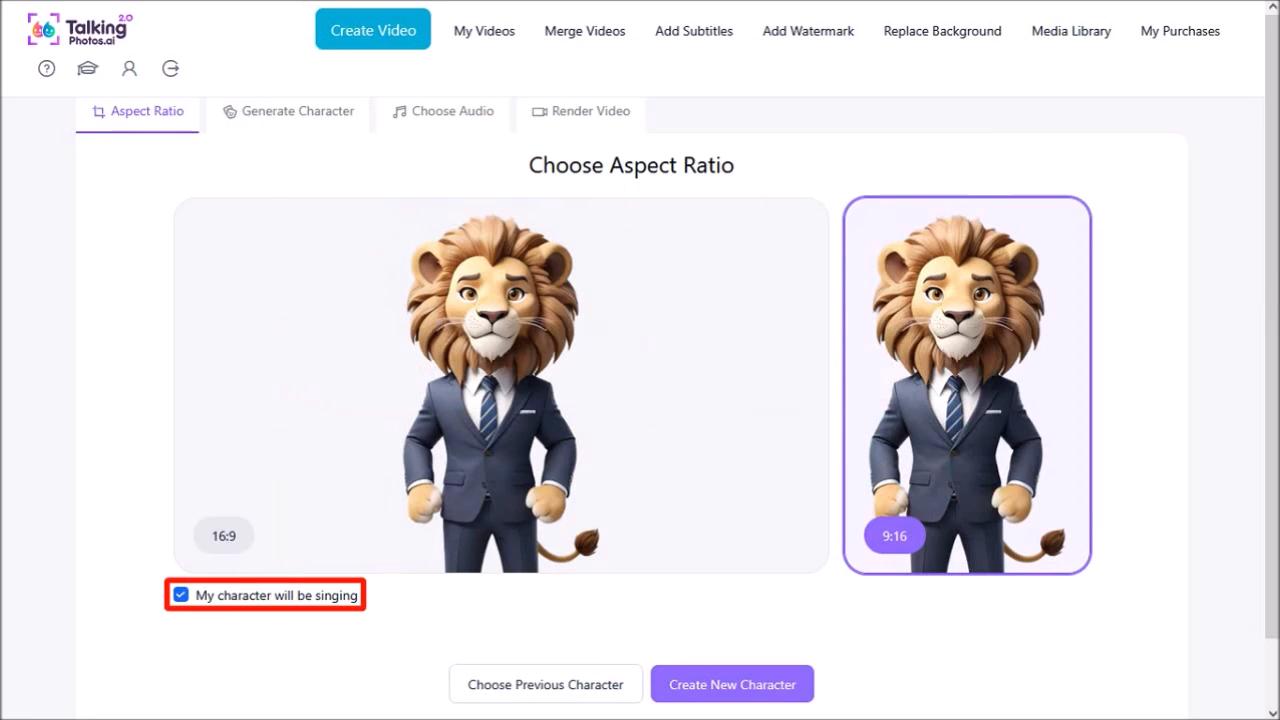 Talking 2.0
Photos.ai
Create Video
My Videos
Merge Videos
Add Subtitles
Add Watermark
Replace Background
Media Library
My Purchases
Aspect Ratio
Generate Character
Choose Audio
Render Video
Choose Aspect Ratio
16:9
9:16
My character will be singing
Choose Previous Character
Create New Character